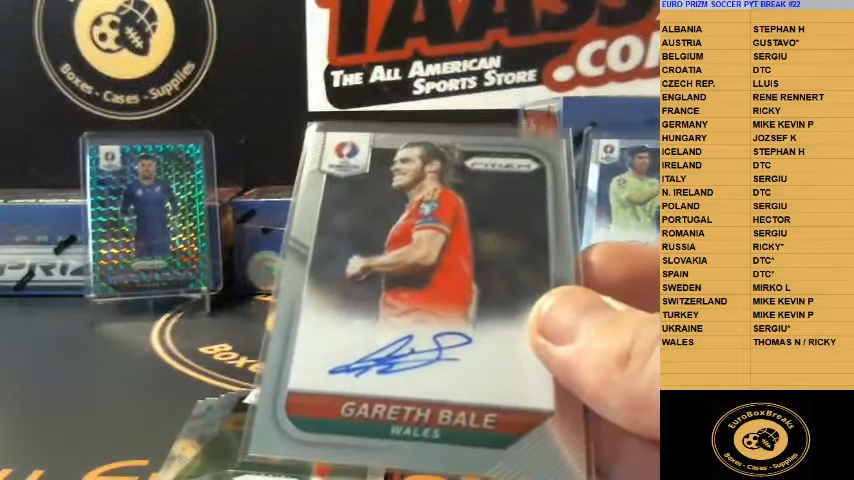 EURO PRIZM SOCCER PYT BREAK #22
ALBANIA STEPHAN H
AUSTRIA GUSTAVO*
BELGIUM SERGIU
CROATIA DTC
CZECH REP. LLUIS
ENGLAND RENE RENNERT
FRANCE RICKY
GERMANY MIKE KEVIN P
HUNGARY JOZSEF K
ICELAND STEPHAN H
IRELAND DTC
ITALY SERGIU
N. IRELAND DTC
POLAND SERGIU
PORTUGAL HECTOR
ROMANIA SERGIU
RUSSIA RICKY*
SLOVAKIA DTC*
SPAIN DTC*
SWEDEN MIRKO L
SWITZERLAND MIKE KEVIN P
TURKEY MIKE KEVIN P
UKRAINE SERGIU*
WALES THOMAS N / RICKY
EuroBoxBreaks
Boxes - Cases - Supplies
Boxes - Cases - Supplies
THE ALL AMERICAN
SPORTS STORE
.COM
PRIZM
GARETH BALE
WALES